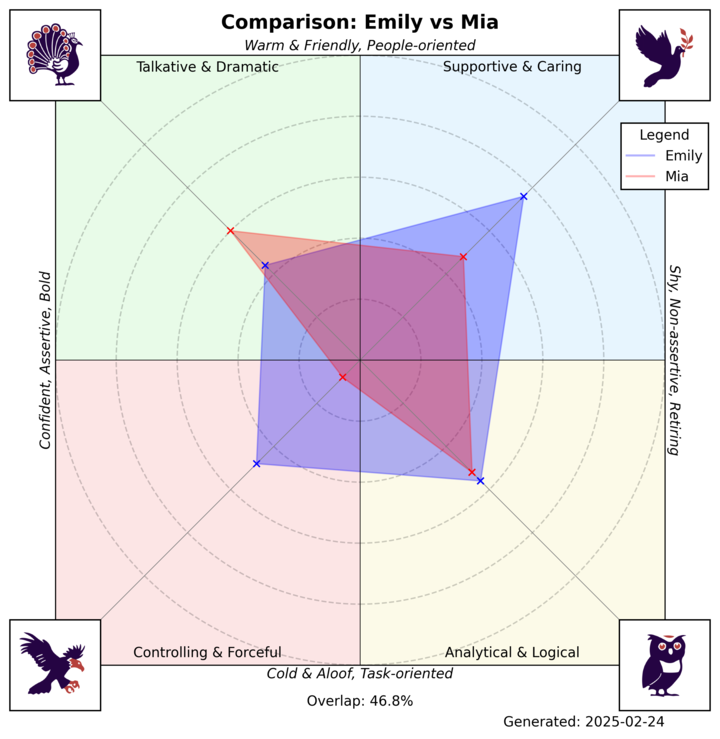 Comparison: Emily vs Mia
Warm & Friendly, People-oriented
Talkative & Dramatic
Supportive & Caring
Legend
Emily
Mia
Confident, Assertive, Bold
Shy, Non-assertive, Retiring
Controlling & Forceful
Analytical & Logical
Cold & Aloof, Task-oriented
Overlap: 46.8%
Generated: 2025-02-24